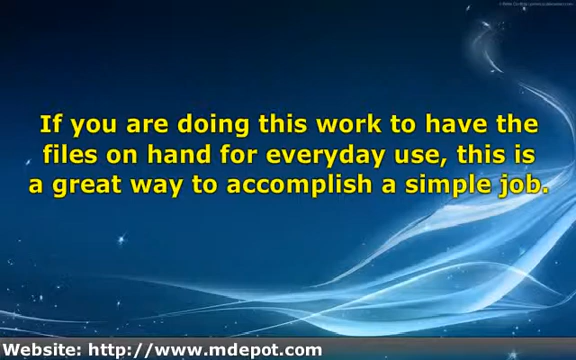 If you are doing this work to have the
files on hand for everyday use, this is
a great way to accomplish a simple job.
Website: http://www.mdepot.com